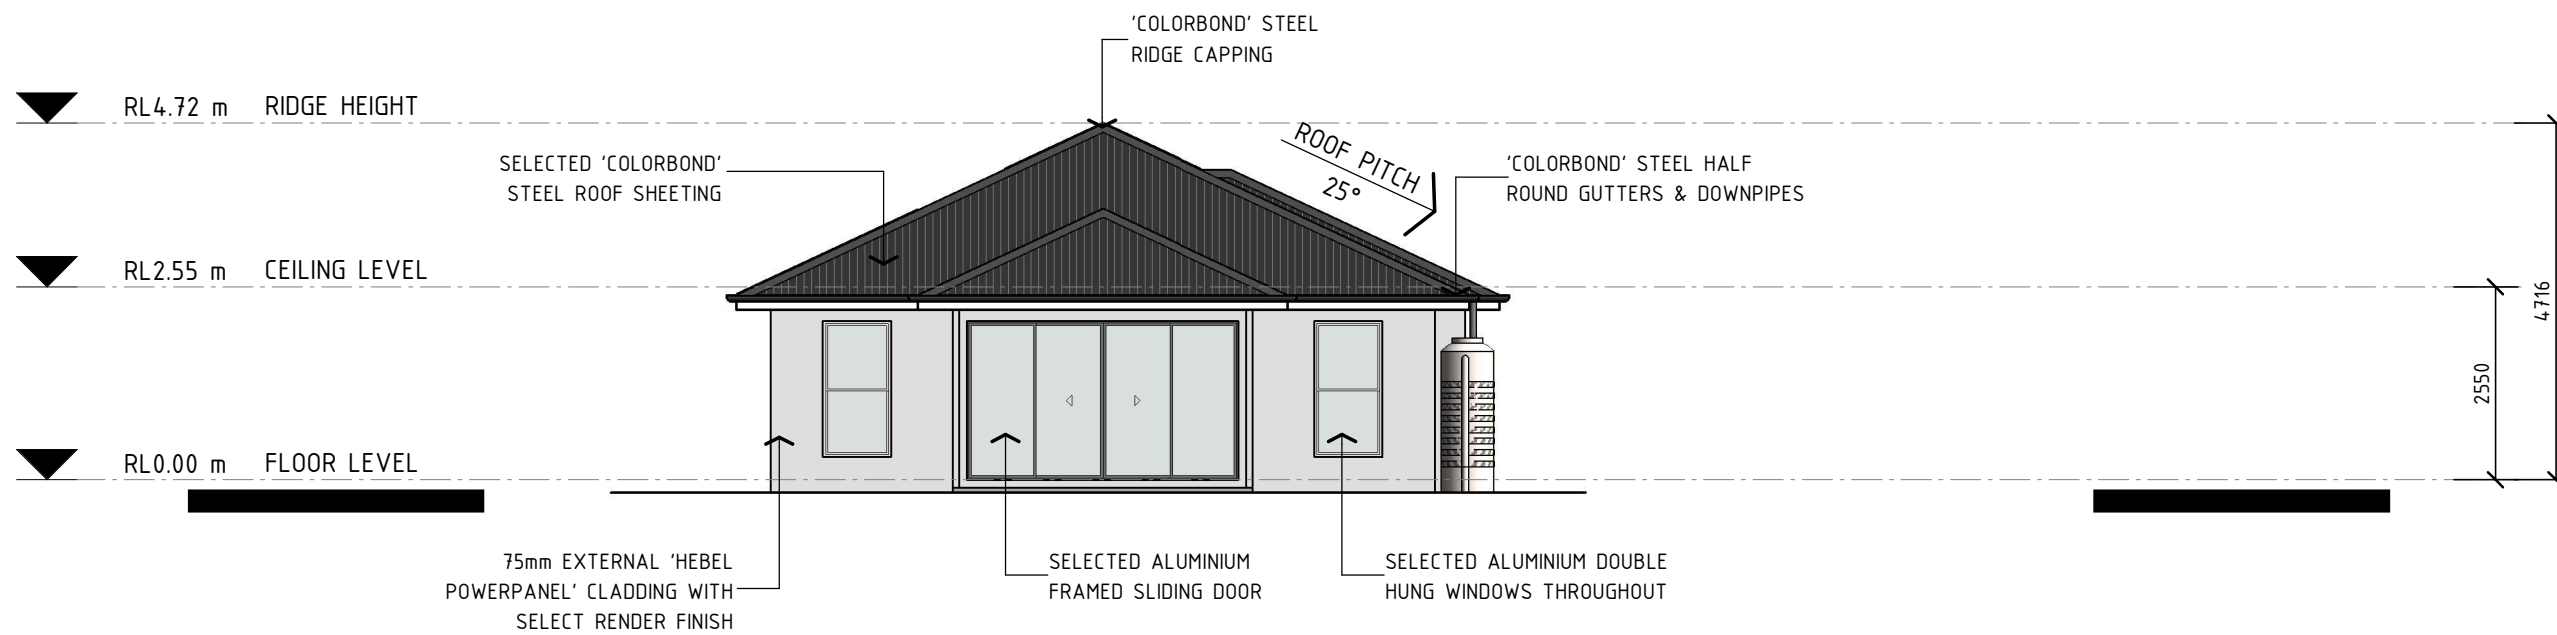 'COLORBOND' STEEL
RIDGE CAPPING
RL4.72 m RIDGE HEIGHT
SELECTED 'COLORBOND'
STEEL ROOF SHEETING
ROOF PITCH
25°
'COLORBOND' STEEL HALF
ROUND GUTTERS & DOWNPIPES
RL2.55 m CEILING LEVEL
4716
2550
RL0.00 m FLOOR LEVEL
75mm EXTERNAL 'HEBEL
POWERPANEL' CLADDING WITH
SELECT RENDER FINISH
SELECTED ALUMINIUM
FRAMED SLIDING DOOR
SELECTED ALUMINIUM DOUBLE
HUNG WINDOWS THROUGHOUT